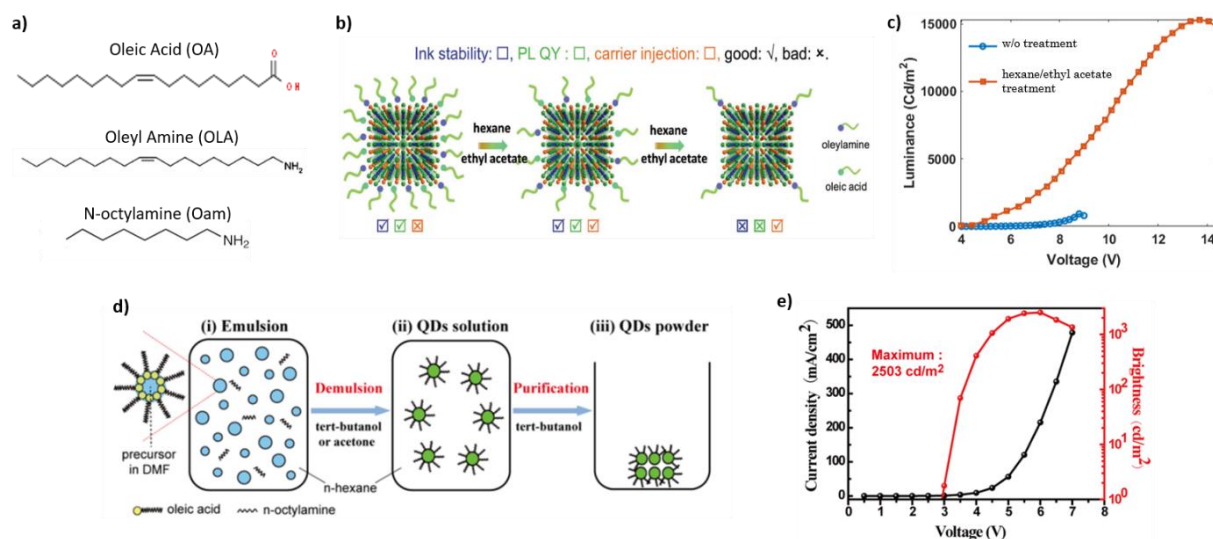 a)
Oleic Acid (OA)
O
O H
Oleyl Amine (OLA)
NH2
N-octylamine (Oam)
NH2
b)
Ink stability: ☐, PL QY : ☐, carrier injection: ☐, good: √, bad: ×.
hexane
ethyl acetate
hexane
ethyl acetate
oleylamine
oleic acid
☑ ☑ ☒
☑ ☑ ☑
☒ ☒ ☑
c)
15000
10000
5000
0
Luminance (Cd/m2)
w/o treatment
hexane/ethyl acetate
treatment
4 6 8 10 12 14
Voltage (V)
d)
(i) Emulsion
(ii) QDs solution
(iii) QDs powder
Demulsion
tert-butanol
or acetone
Purification
tert-butanol
precursor
in DMF
n-hexane
oleic acid
n-octylamine
e)
500
400
300
200
100
0
Current density (mA/cm2)
Maximum :
2503 cd/m2
10^3
10^2
10^1
10^0
Brightness (cd/m2)
0 1 2 3 4 5 6 7 8
Voltage (V)